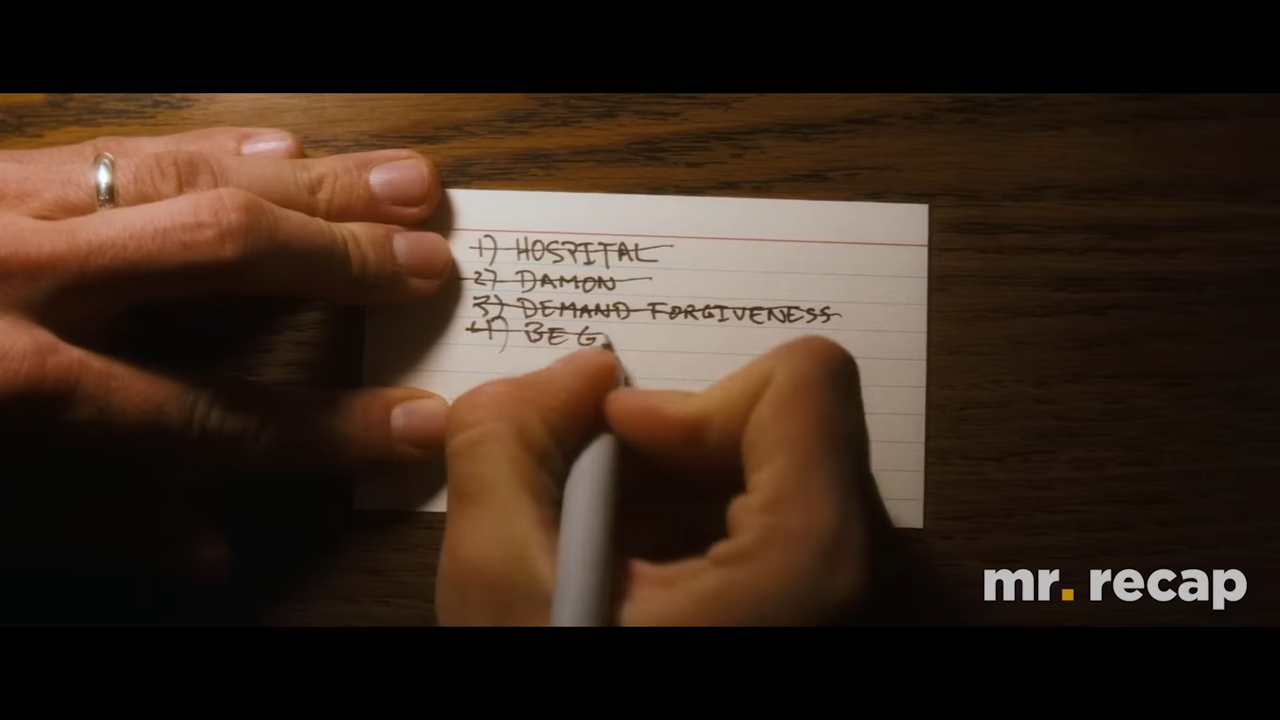 1) HOSPITAL
2) DAMON
3) DEMAND FORGIVENESS
4) BEG
mr. recap